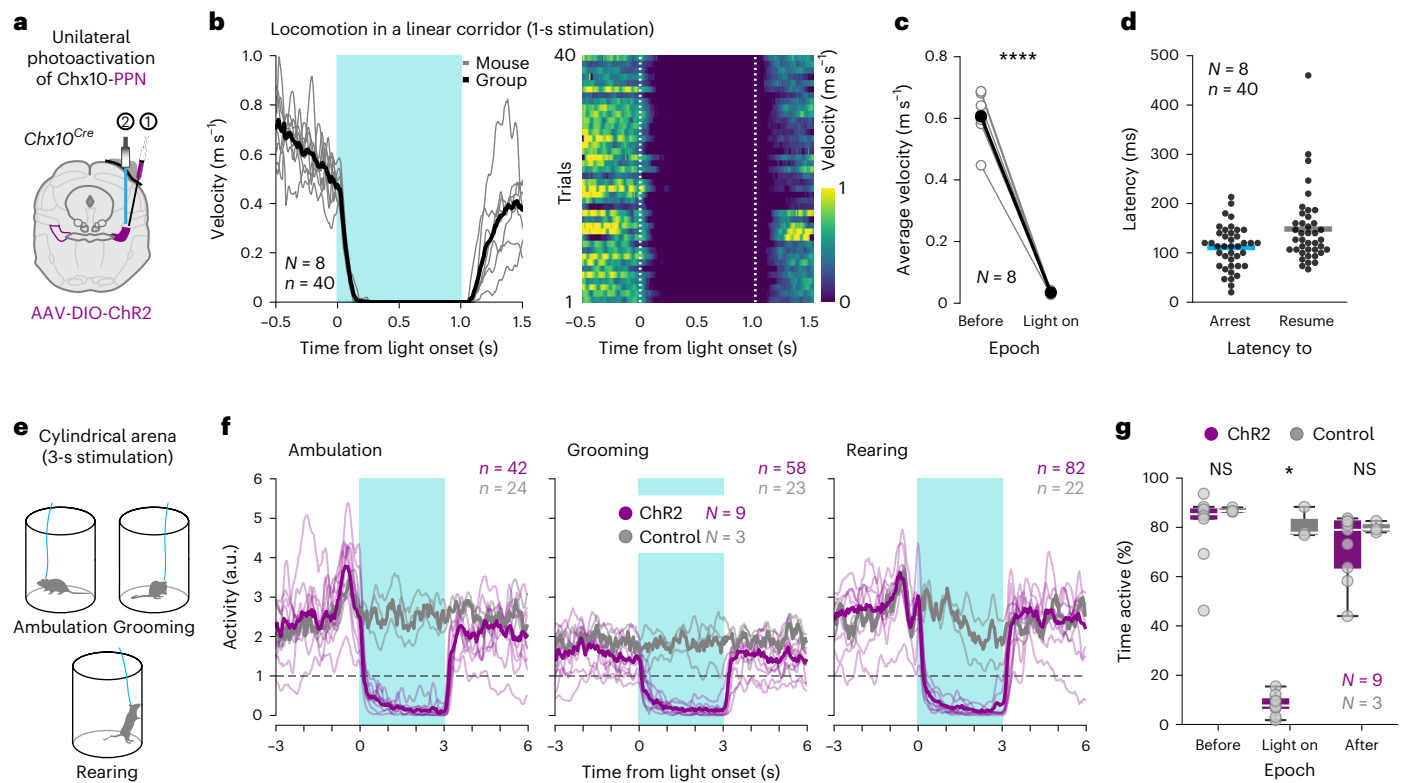 a
Unilateral
photoactivation
of Chx10-PPN
Chx10Cre
2 1
AAV-DIO-ChR2
b
Locomotion in a linear corridor (1-s stimulation)
Velocity (m s−1)
1.0
0.8
0.6
0.4
0.2
0
Mouse
Group
N = 8
n = 40
−0.5 0 0.5 1.0 1.5
Time from light onset (s)
40
Trials
1
−0.5 0 0.5 1.0 1.5
Time from light onset (s)
Velocity (m s−1)
1
0
c
Average velocity (m s−1)
0.8
0.6
0.4
0.2
0
****
N = 8
Before Light on
Epoch
d
Latency (ms)
500
400
300
200
100
0
N = 8
n = 40
Arrest Resume
Latency to
e
Cylindrical arena
(3-s stimulation)
Ambulation Grooming
Rearing
f
Activity (a.u.)
6
5
4
3
2
1
0
Ambulation
n = 42
n = 24
−3 0 3 6
Grooming
n = 58
n = 23
ChR2 N = 9
Control N = 3
−3 0 3 6
Rearing
n = 82
n = 22
−3 0 3 6
Time from light onset (s)
g
ChR2 Control
NS * NS
Time active (%)
100
80
60
40
20
0
N = 9
N = 3
Before Light on After
Epoch